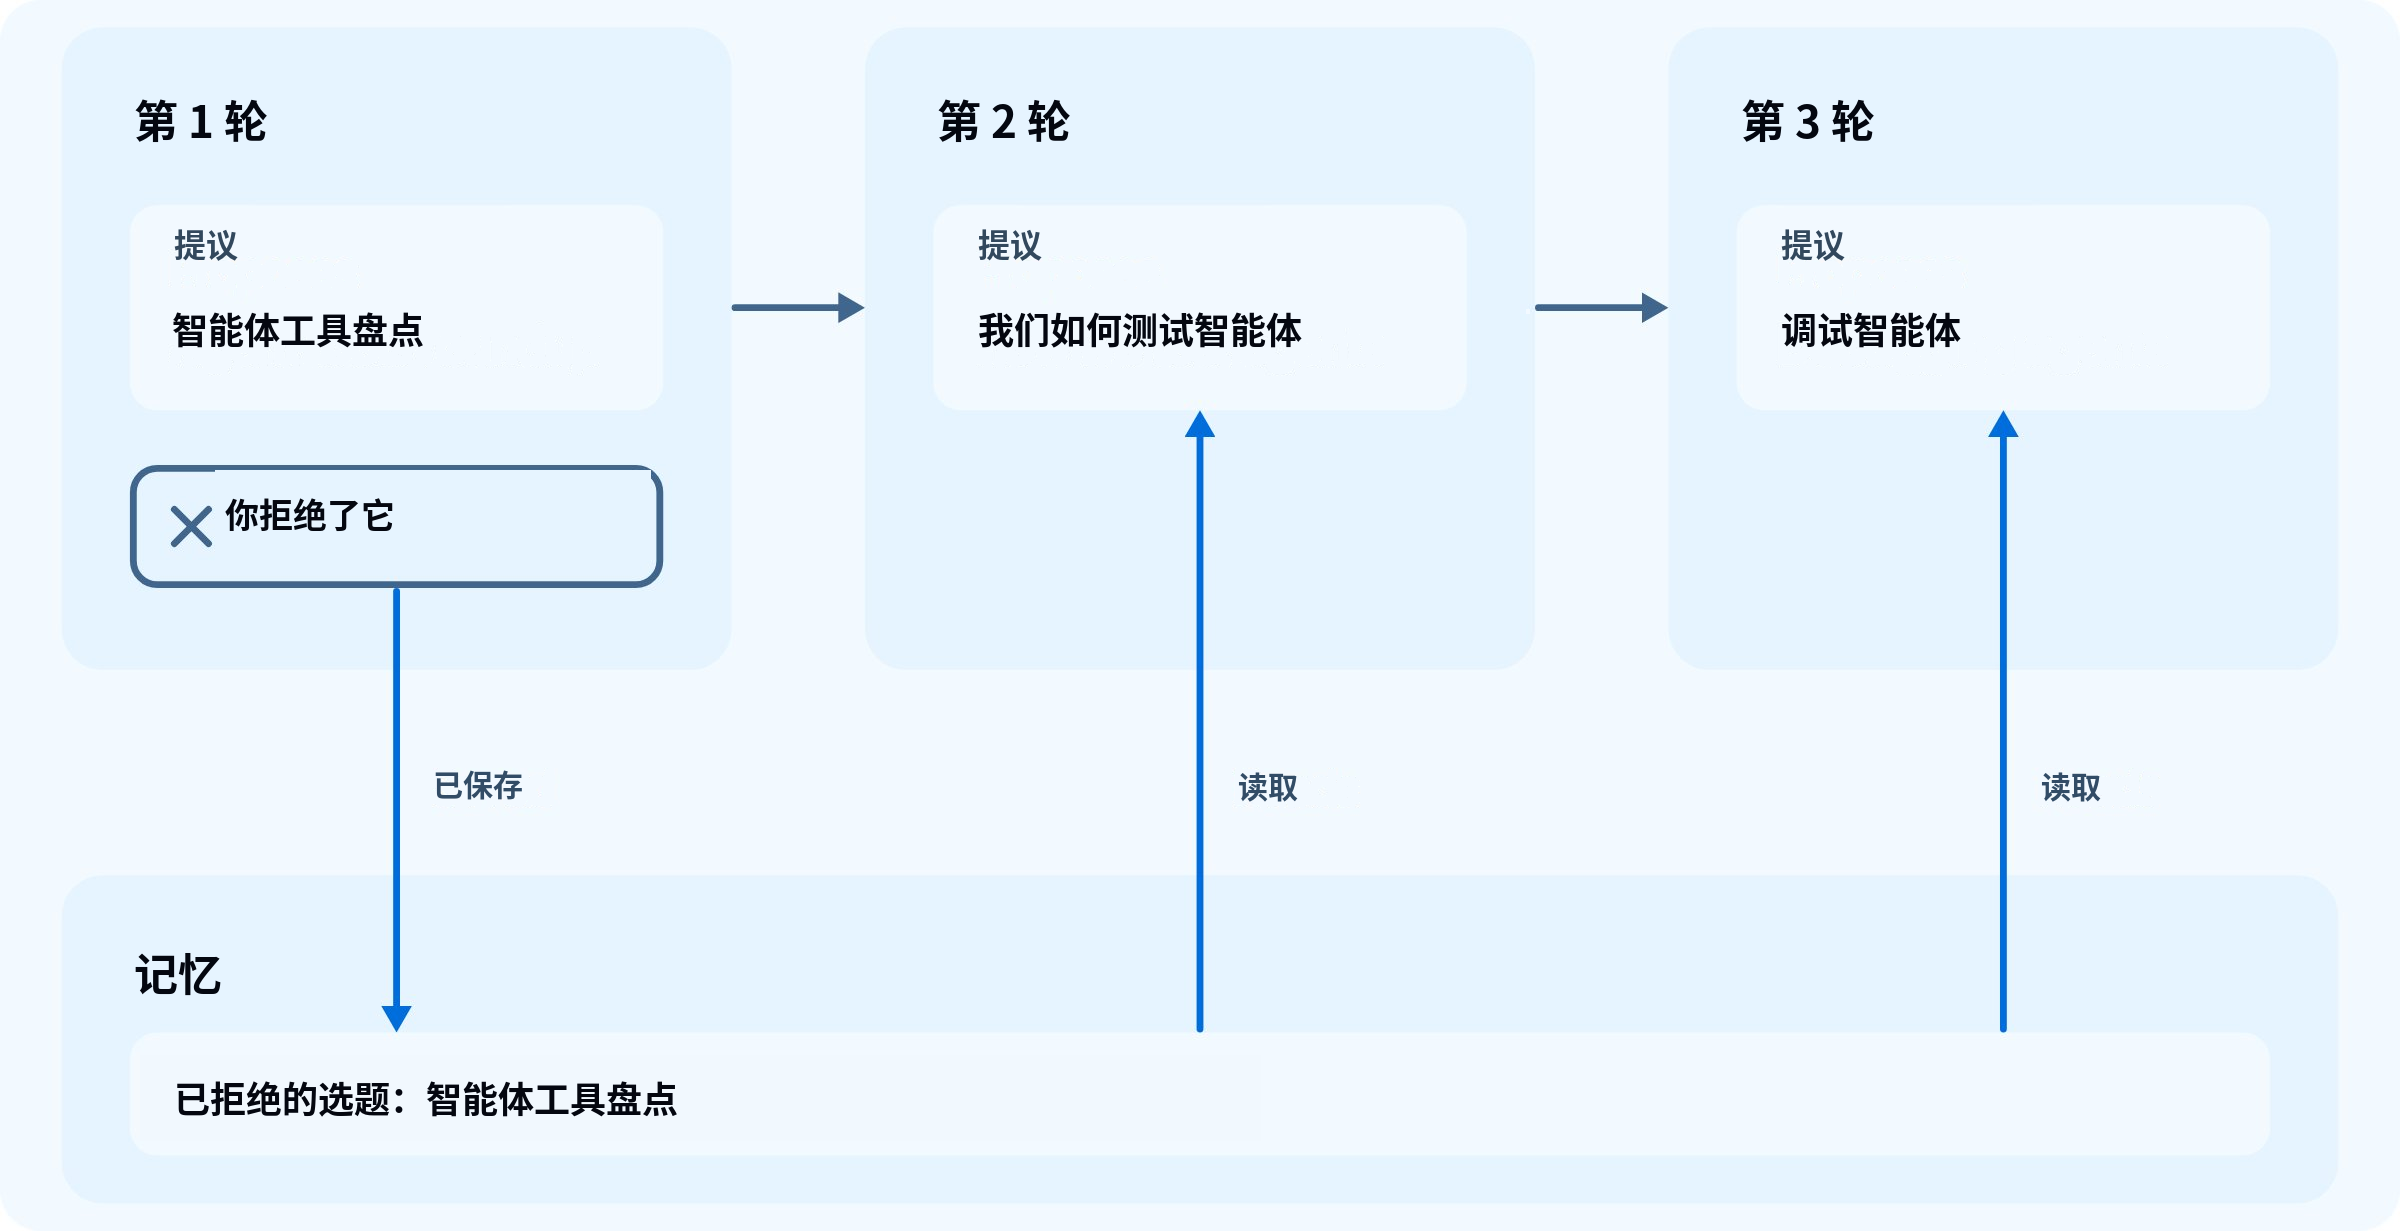 第 1 轮
提议
智能体工具盘点
你拒绝了它
第 2 轮
提议
我们如何测试智能体
第 3 轮
提议
调试智能体
已保存
读取
读取
记忆
已拒绝的选题：智能体工具盘点